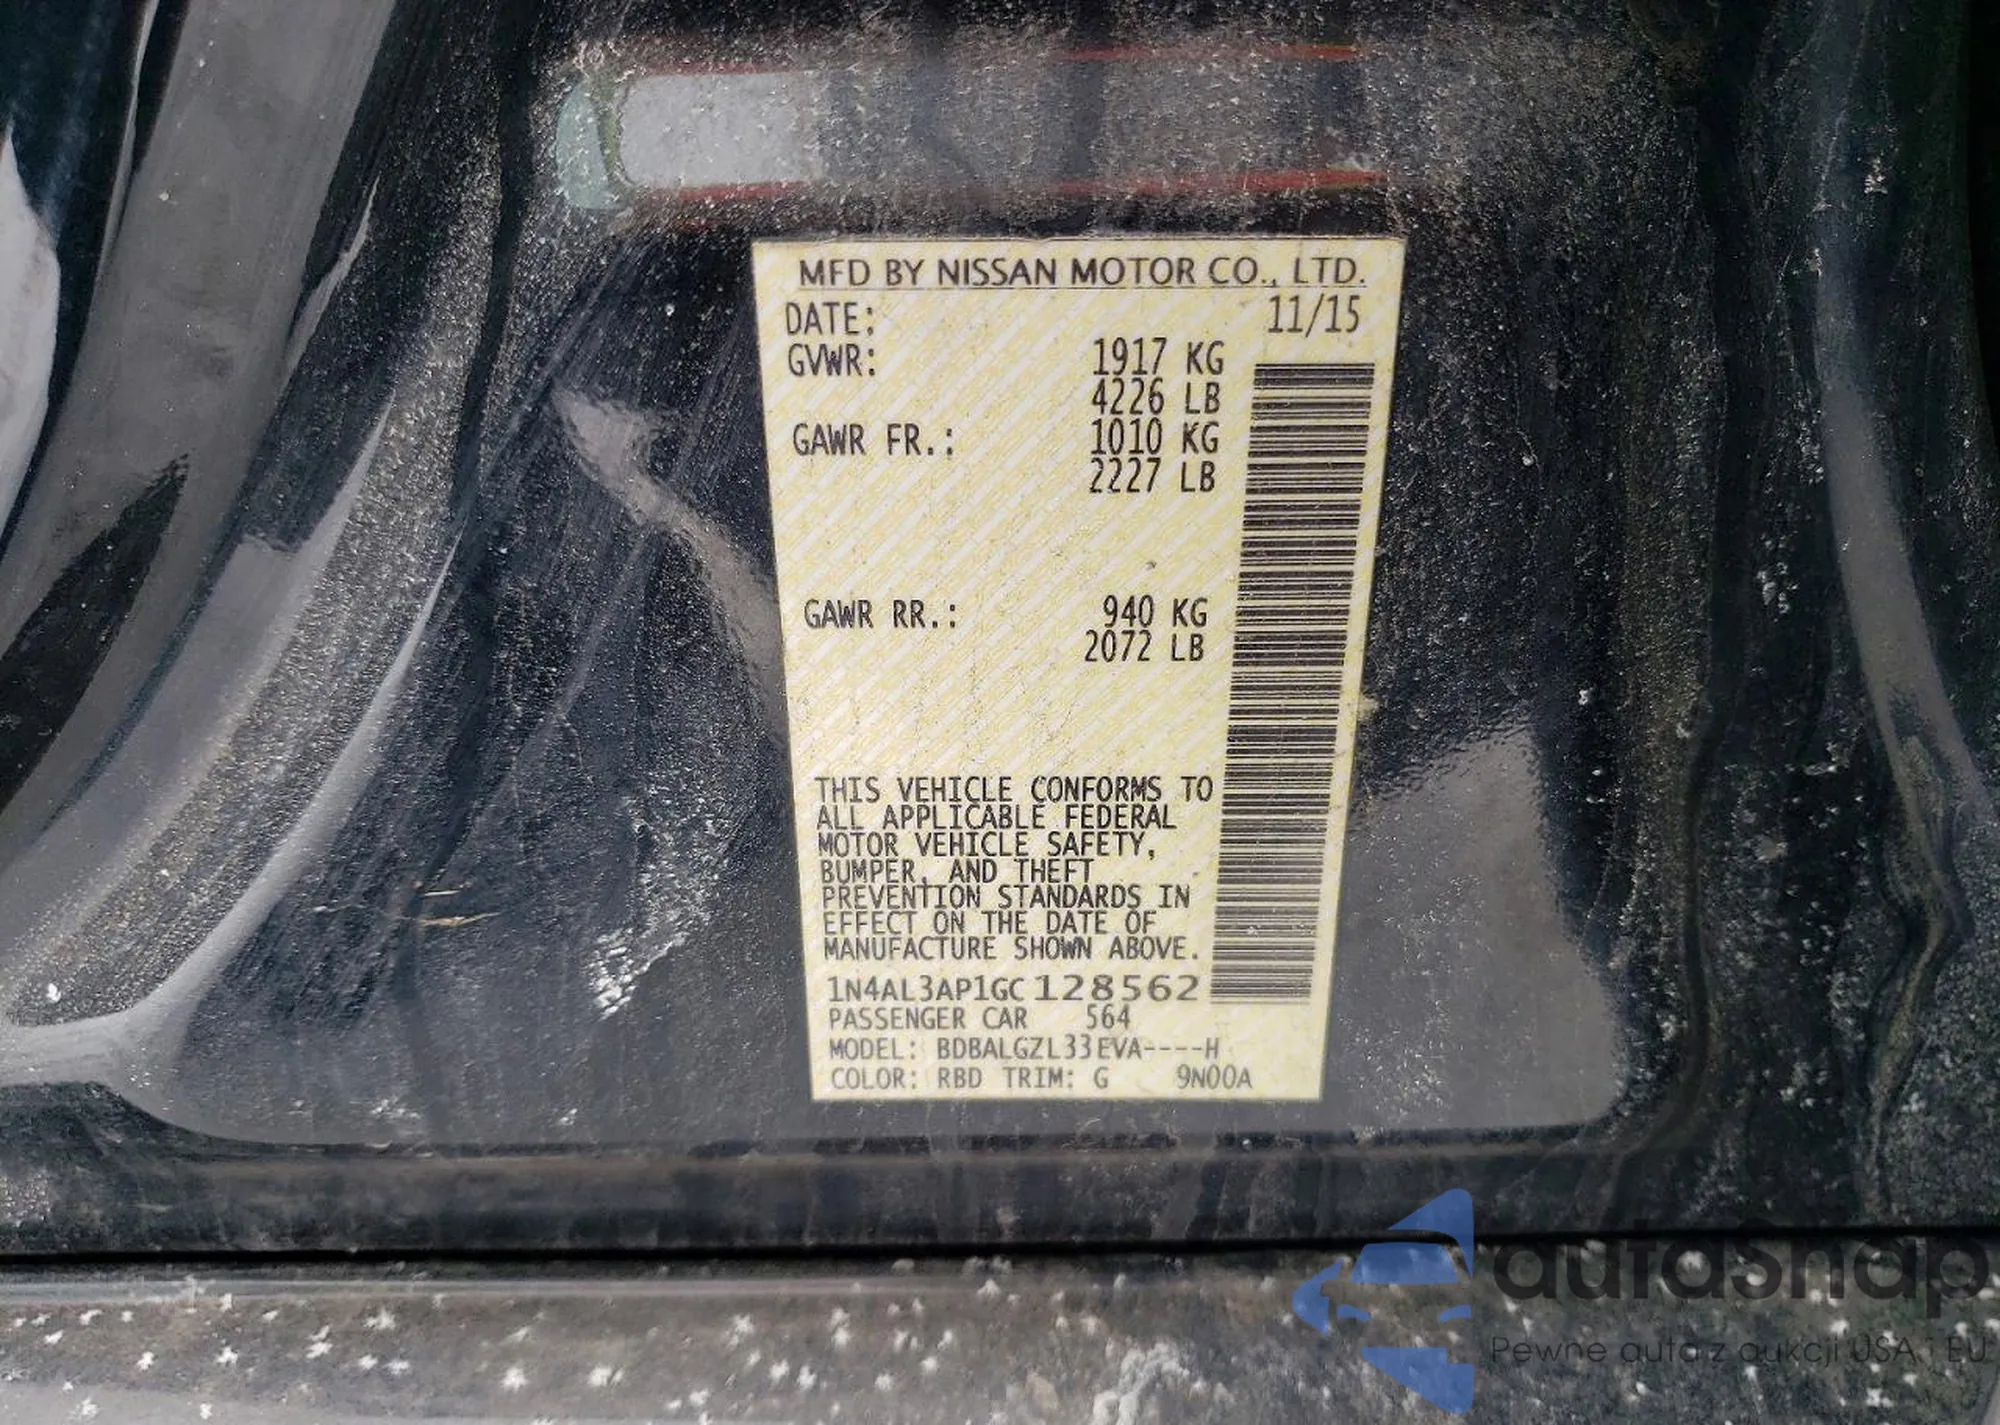 MFD BY NISSAN MOTOR CO., LTD.
DATE: 11/15
GVWR: 1917 KG
4226 LB
GAWR FR.: 1010 KG
2227 LB
GAWR RR.: 940 KG
2072 LB
THIS VEHICLE CONFORMS TO
ALL APPLICABLE FEDERAL
MOTOR VEHICLE SAFETY,
BUMPER, AND THEFT
PREVENTION STANDARDS IN
EFFECT ON THE DATE OF
MANUFACTURE SHOWN ABOVE.
1N4AL3AP1GC128562
PASSENGER CAR 564
MODEL: BDBALGZL33EVA----H
COLOR: RBD TRIM: G 9N00A
autaSnap
Pewne auta z aukcji USA i EU